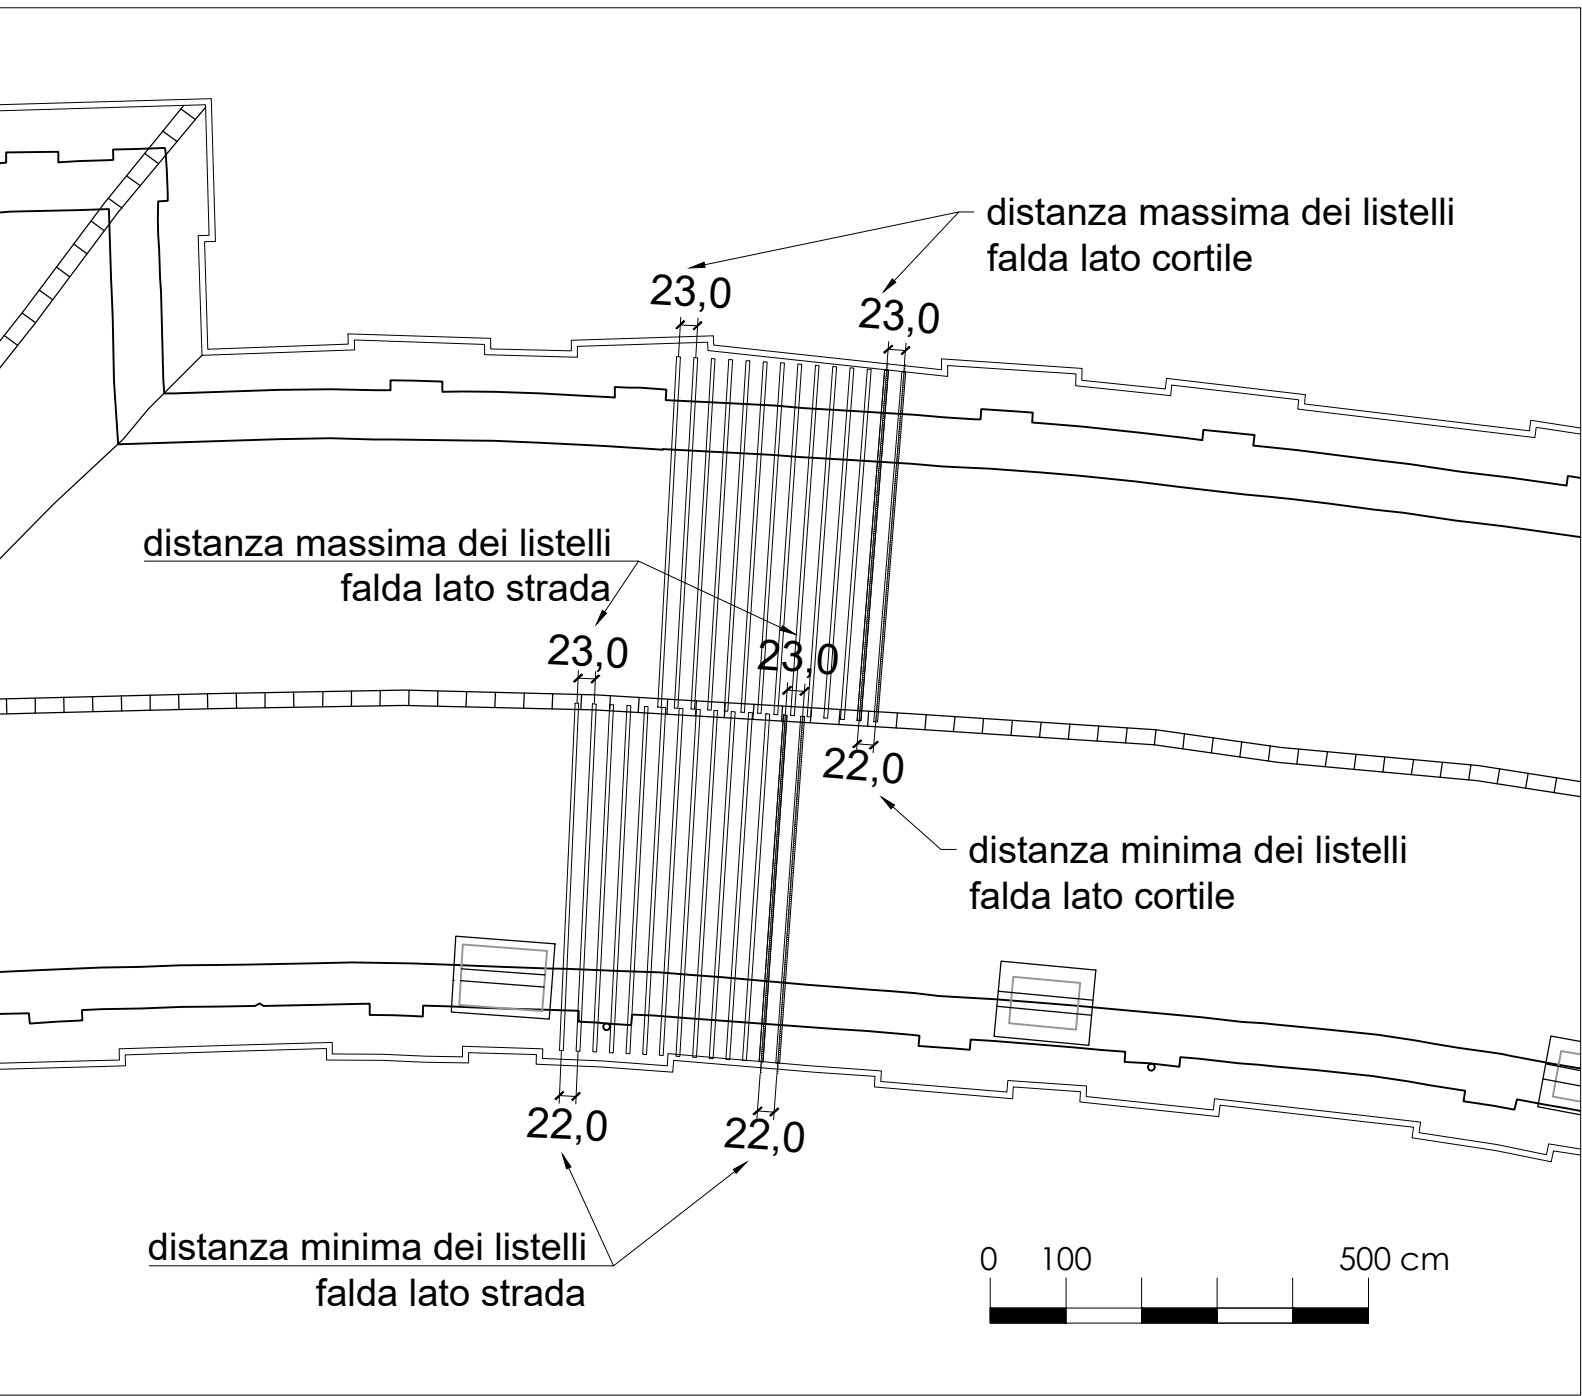 distanza massima dei listelli
falda lato cortile
23,0
23,0
distanza massima dei listelli
falda lato strada
23,0
23,0
22,0
distanza minima dei listelli
falda lato cortile
22,0
22,0
distanza minima dei listelli
falda lato strada
0 100 500 cm